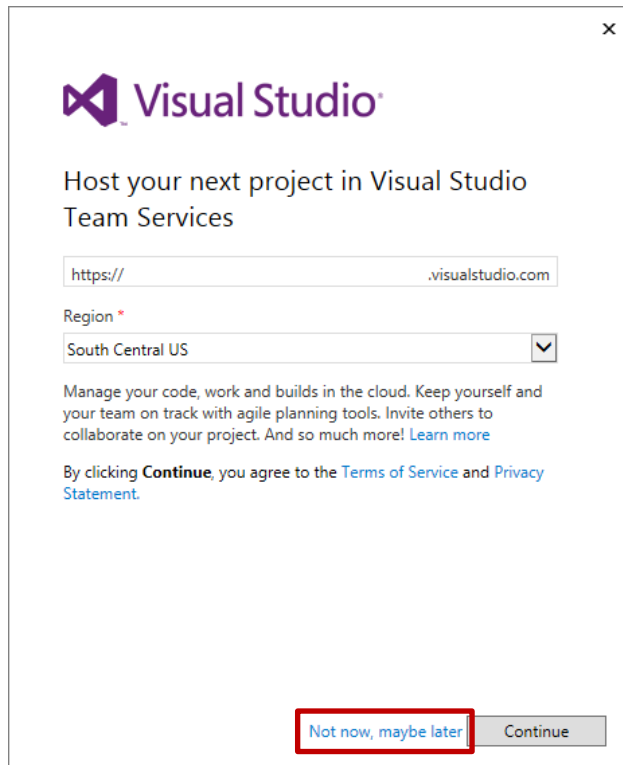 Visual Studio
Host your next project in Visual Studio
Team Services
https:// .visualstudio.com
Region *
South Central US
Manage your code, work and builds in the cloud. Keep yourself and
your team on track with agile planning tools. Invite others to
collaborate on your project. And so much more! Learn more
By clicking Continue, you agree to the Terms of Service and Privacy
Statement.
Not now, maybe later Continue